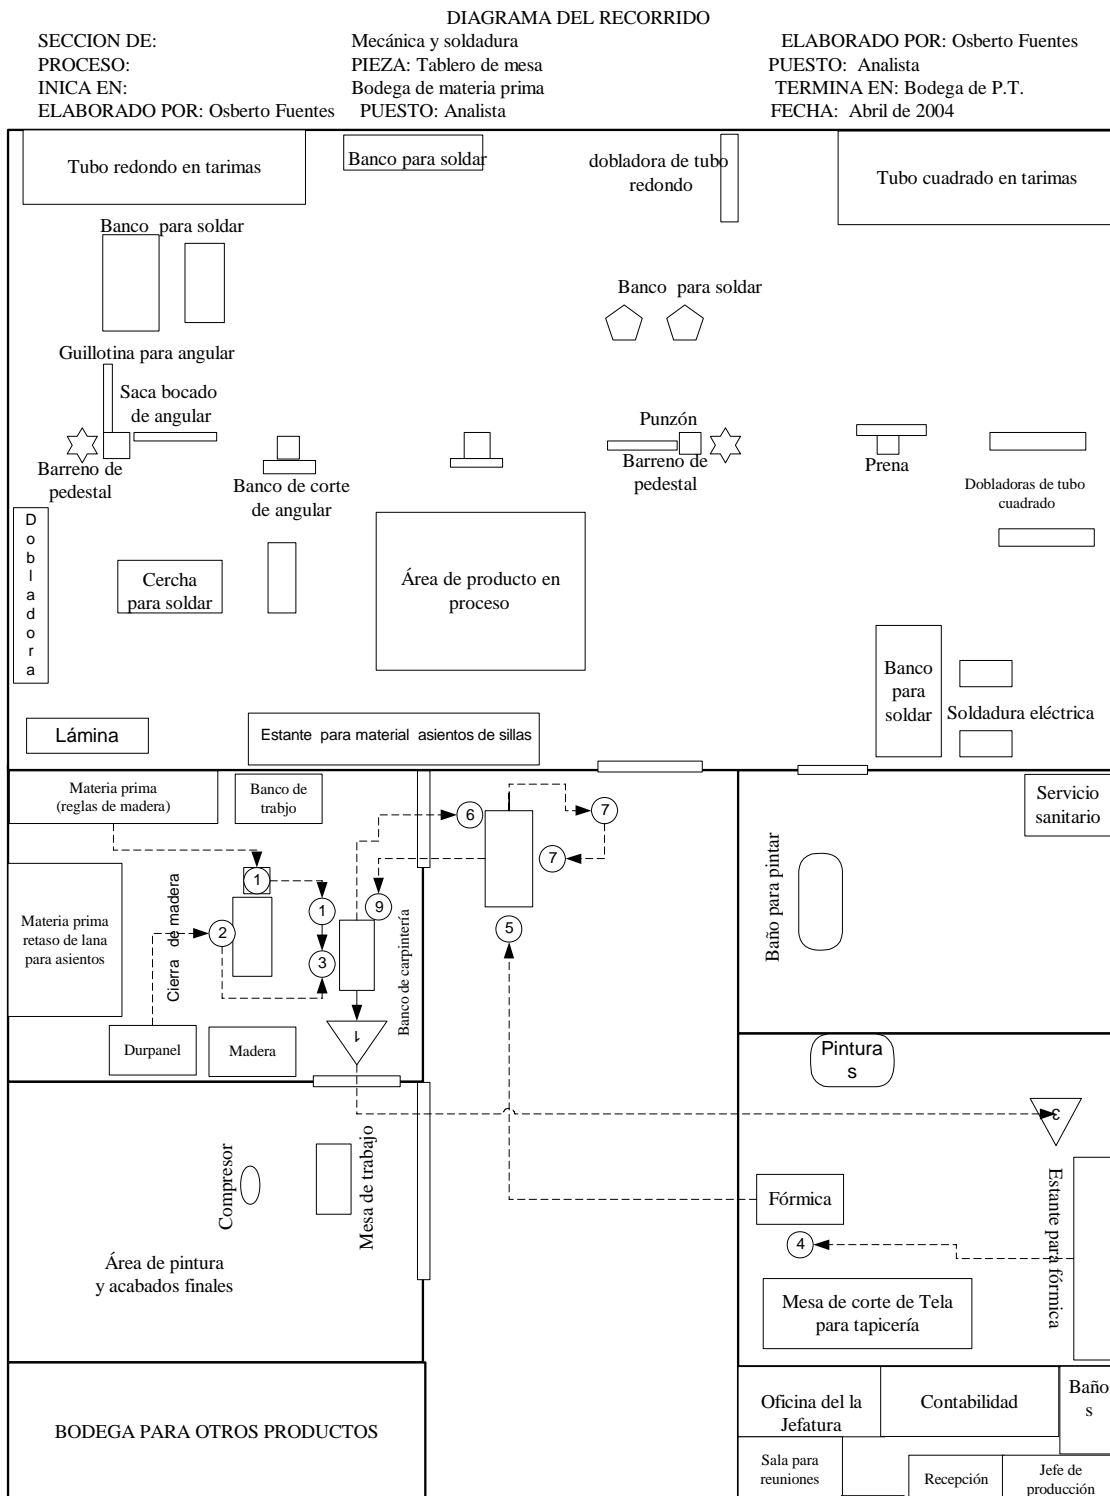 DIAGRAMA DEL RECORRIDO
SECCION DE: Mecánica y soldadura ELABORADO POR: Osberto Fuentes
PROCESO: PIEZA: Tablero de mesa PUESTO: Analista
INICA EN: Bodega de materia prima TERMINA EN: Bodega de P.T.
ELABORADO POR: Osberto Fuentes PUESTO: Analista FECHA: Abril de 2004
Tubo redondo en tarimas
Banco para soldar
dobladora de tubo
redondo
Tubo cuadrado en tarimas
Banco para soldar
Banco para soldar
Guillotina para angular
Saca bocado
de angular
Punzón
Barreno de
pedestal
Banco de corte
de angular
Barreno de
pedestal
Prena
Dobladoras de tubo
cuadrado
Dobladora
Cercha
para soldar
Área de producto en
proceso
Banco
para
soldar
Soldadura eléctrica
Lámina
Estante para material asientos de sillas
Materia prima
(reglas de madera)
Banco de
trabjo
Servicio
sanitario
6
7
7
1
1
9
2
3
5
Materia prima
retaso de lana
para asientos
Cierra de madera
Banco de carpintería
Baño para pintar
Durpanel
Madera
1
Pintura
s
3
Compresor
Mesa de trabajo
Fórmica
4
Estante para fórmica
Área de pintura
y acabados finales
Mesa de corte de Tela
para tapicería
BODEGA PARA OTROS PRODUCTOS
Oficina del la
Jefatura
Contabilidad
Baño
s
Sala para
reuniones
Recepción
Jefe de
producción